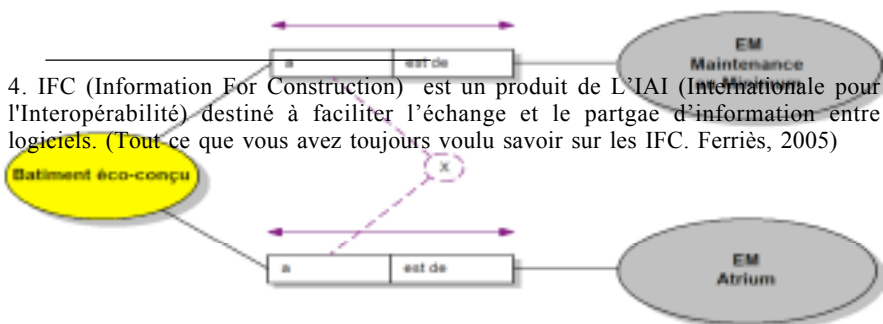 EM
Maintenance
a est de
4. IFC (Information For Construction) est un produit de L'IAI (Internationale pour
l'Interopérabilité) destiné à faciliter l'échange et le partgae d'information entre
logiciels. (Tout ce que vous avez toujours voulu savoir sur les IFC. Ferriès, 2005)
X
Batiment éco-conçu
a est de
EM
Atrium